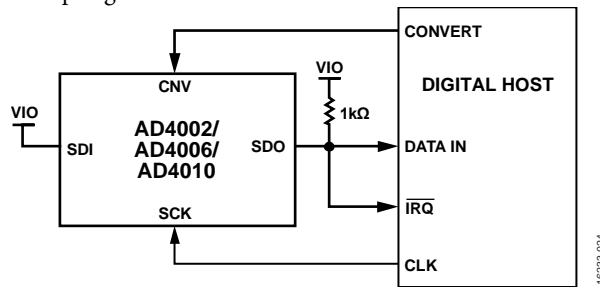 CONVERT
VIO
CNV
DIGITAL HOST
VIO
1kΩ
AD4002/
AD4006/
AD4010
SDI
SDO
DATA IN
IRQ
SCK
CLK